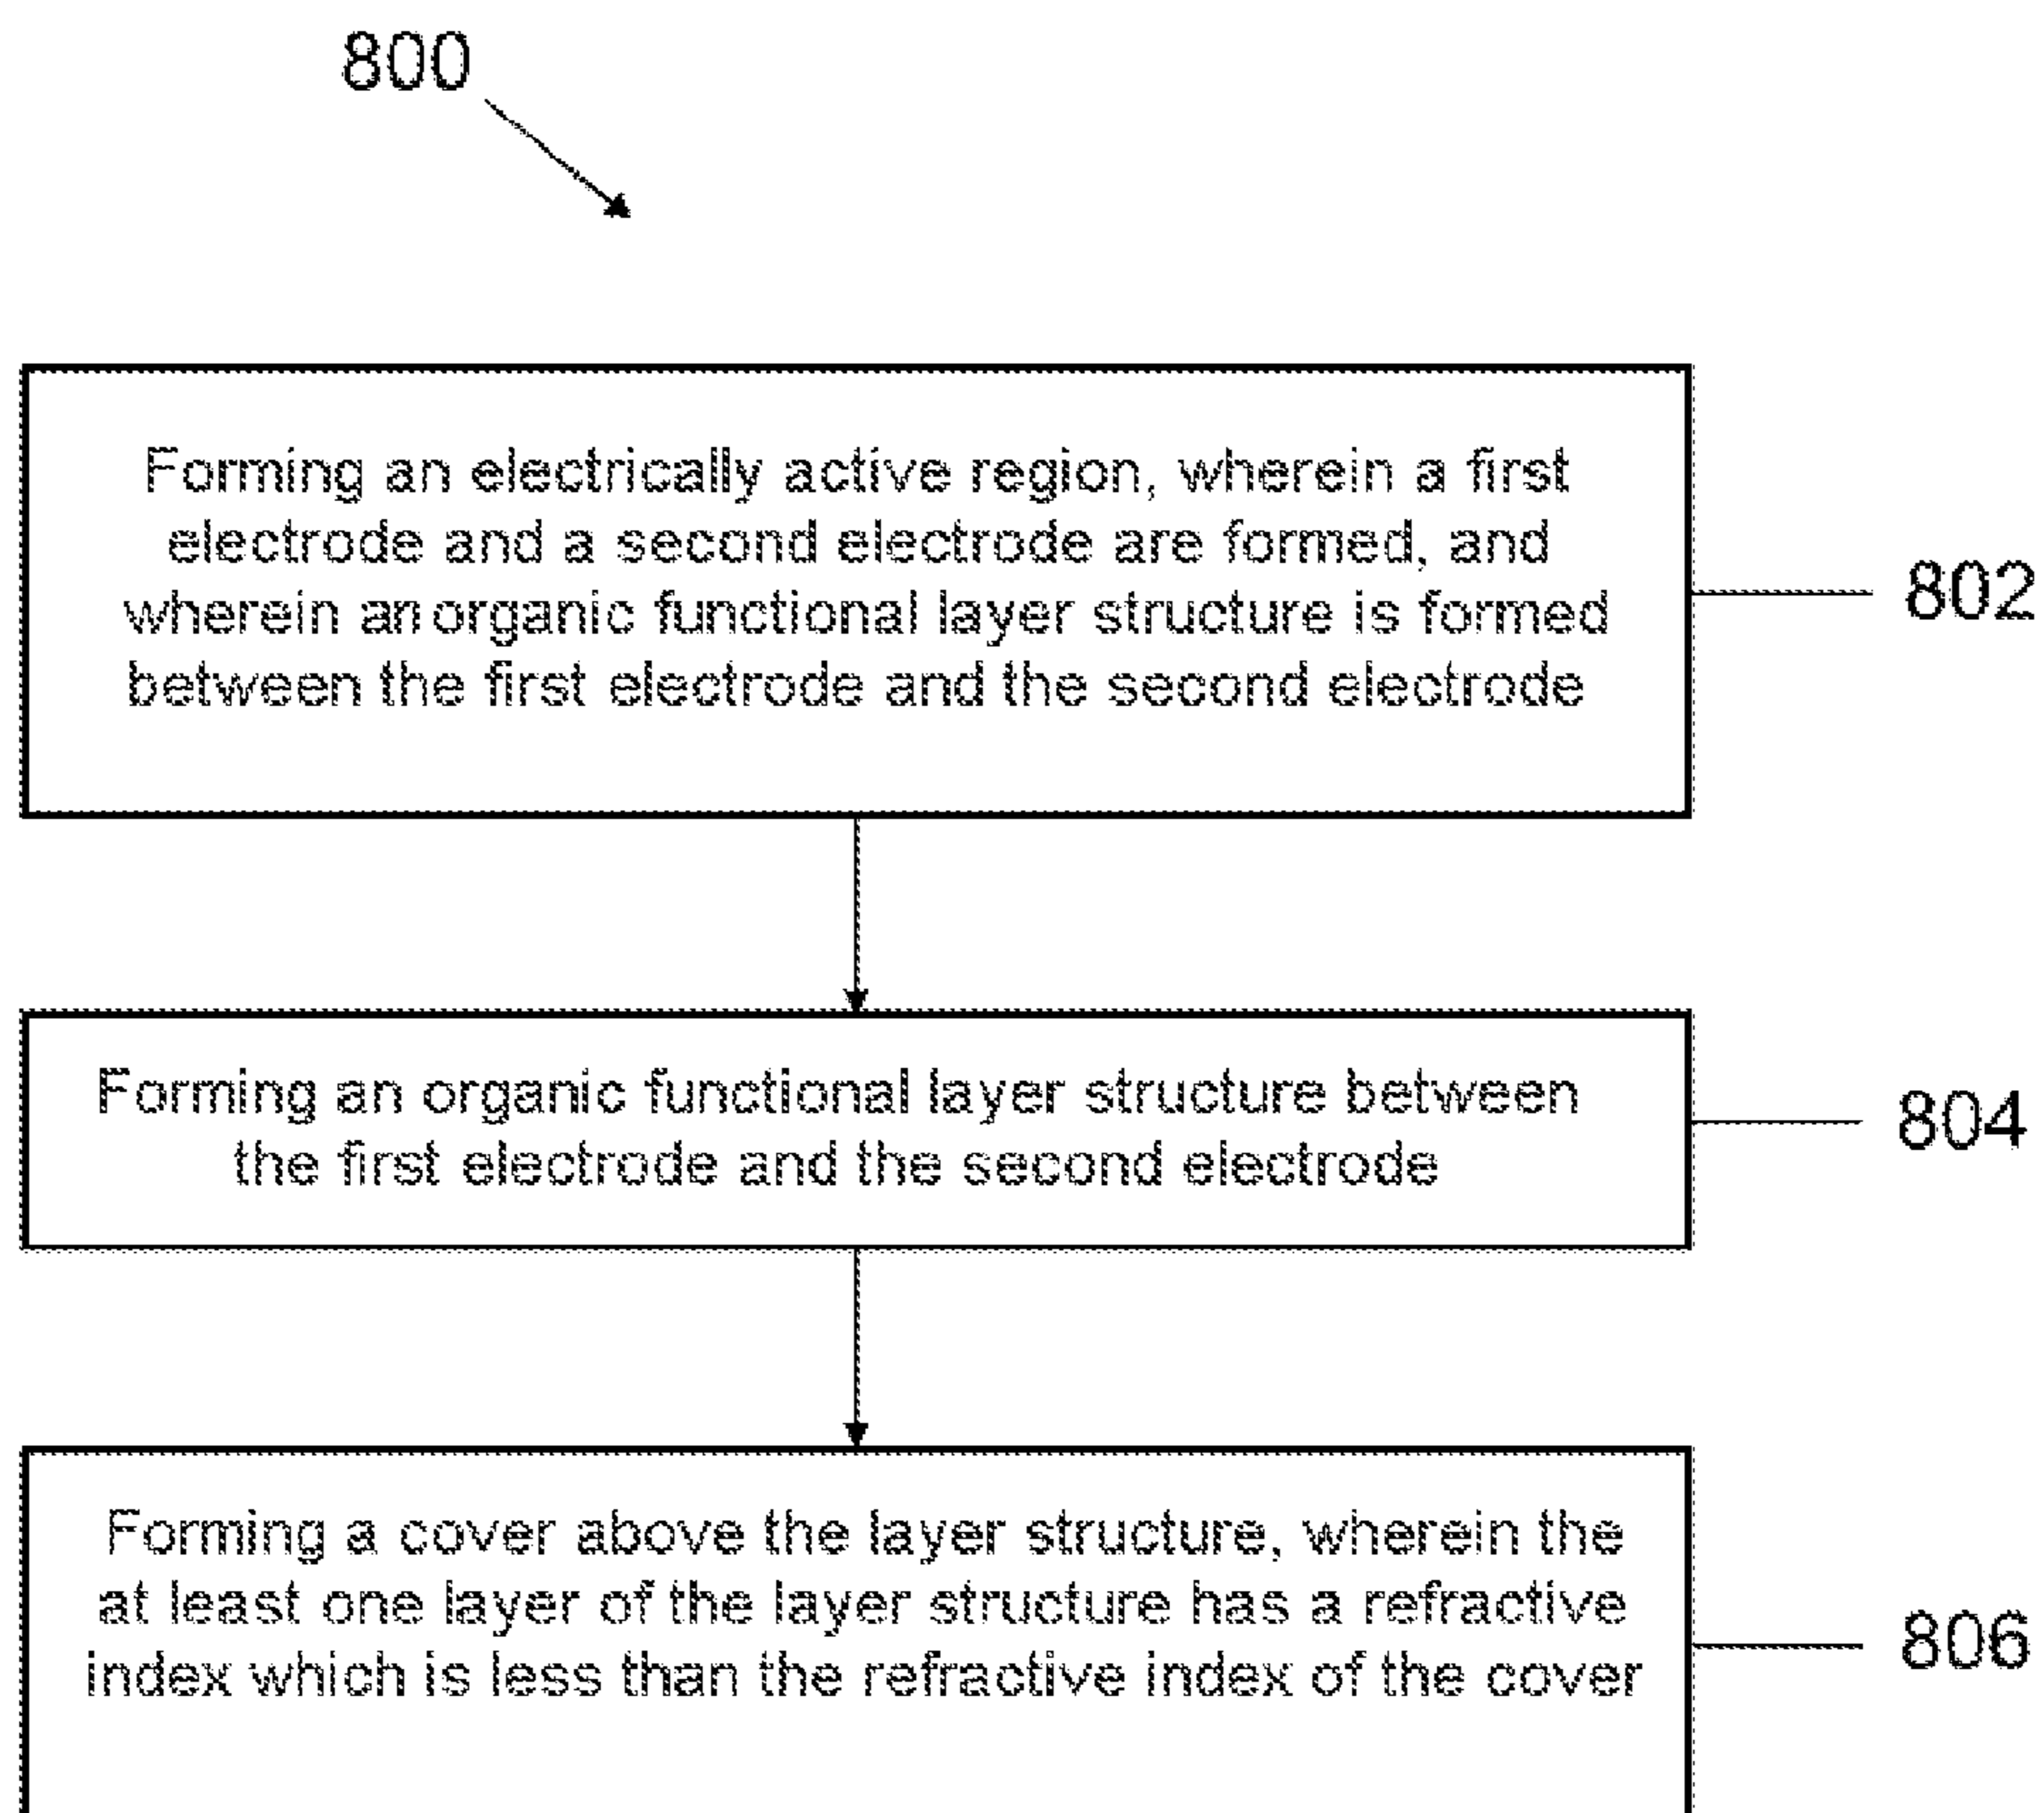 800
Forming an electrically active region, wherein a first
electrode and a second electrode are formed, and
wherein an organic functional layer structure is formed
between the first electrode and the second electrode
802
Forming an organic functional layer structure between
the first electrode and the second electrode
804
Forming a cover above the layer structure, wherein the
at least one layer of the layer structure has a refractive
index which is less than the refractive index of the cover
806